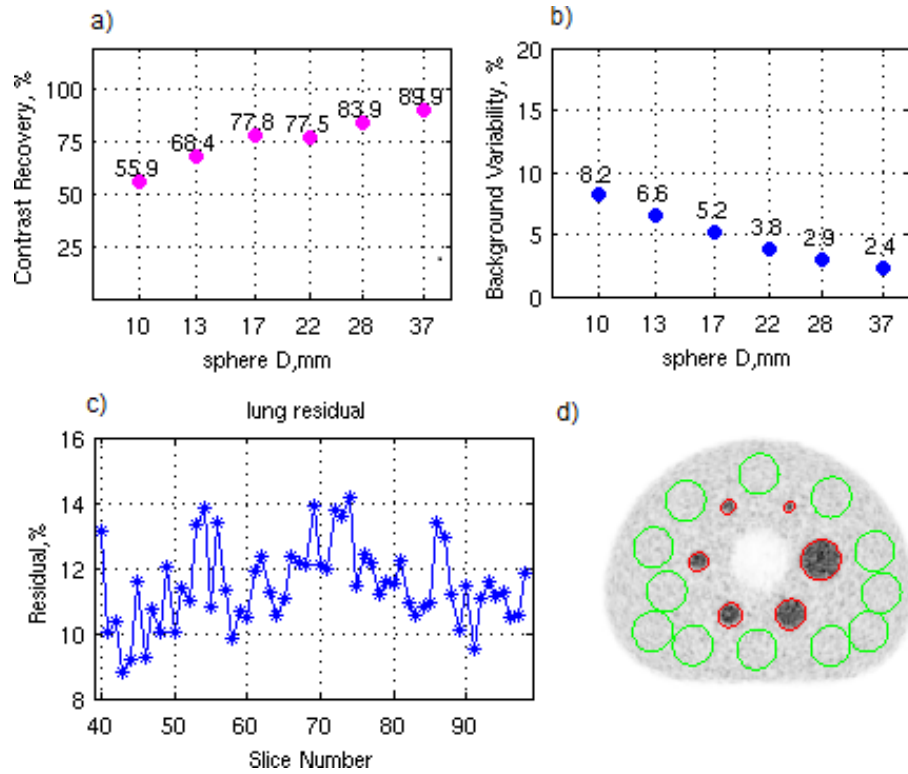 a)
Contrast Recovery, %
100
75
50
25
55.9
68.4
77.8
77.5
83.9
89.9
10 13 17 22 28 37
sphere D,mm
b)
Background Variability, %
20
15
10
5
0
8.2
6.6
5.2
3.8
2.9
2.4
10 13 17 22 28 37
sphere D,mm
c)
lung residual
Residual,%
16
14
12
10
8
40 50 60 70 80 90
Slice Number
d)